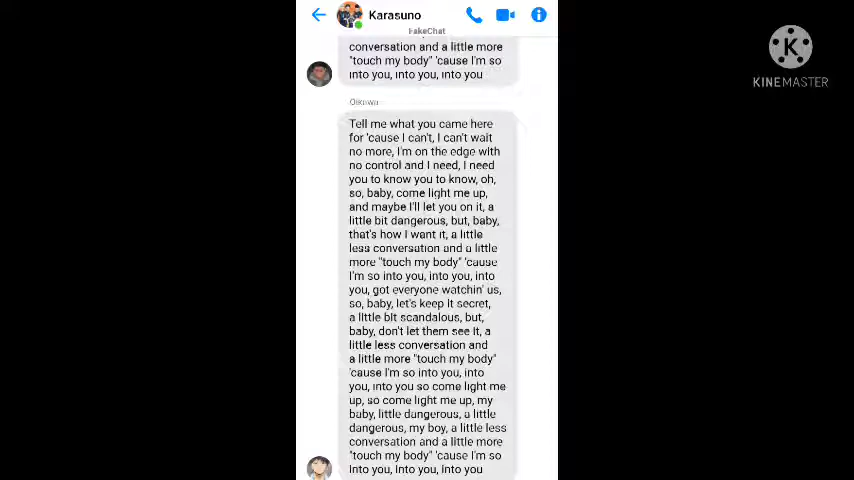 Karasuno
FakeChat
conversation and a little more
"touch my body" 'cause I'm so
into you, into you, into you
Oikawa
Tell me what you came here
for 'cause I can't, I can't wait
no more, I'm on the edge with
no control and I need, I need
you to know you to know, oh,
so, baby, come light me up,
and maybe I'll let you on it, a
little bit dangerous, but, baby,
that's how I want it, a little
less conversation and a little
more "touch my body" 'cause
I'm so into you, into you, into
you, got everyone watchin' us,
so, baby, let's keep it secret,
a little bit scandalous, but,
baby, don't let them see it, a
little less conversation and
a little more "touch my body"
'cause I'm so into you, into
you, into you so come light me
up, so come light me up, my
baby, little dangerous, a little
dangerous, my boy, a little less
conversation and a little more
"touch my body" 'cause I'm so
into you, into you, into you
K
KINEMASTER